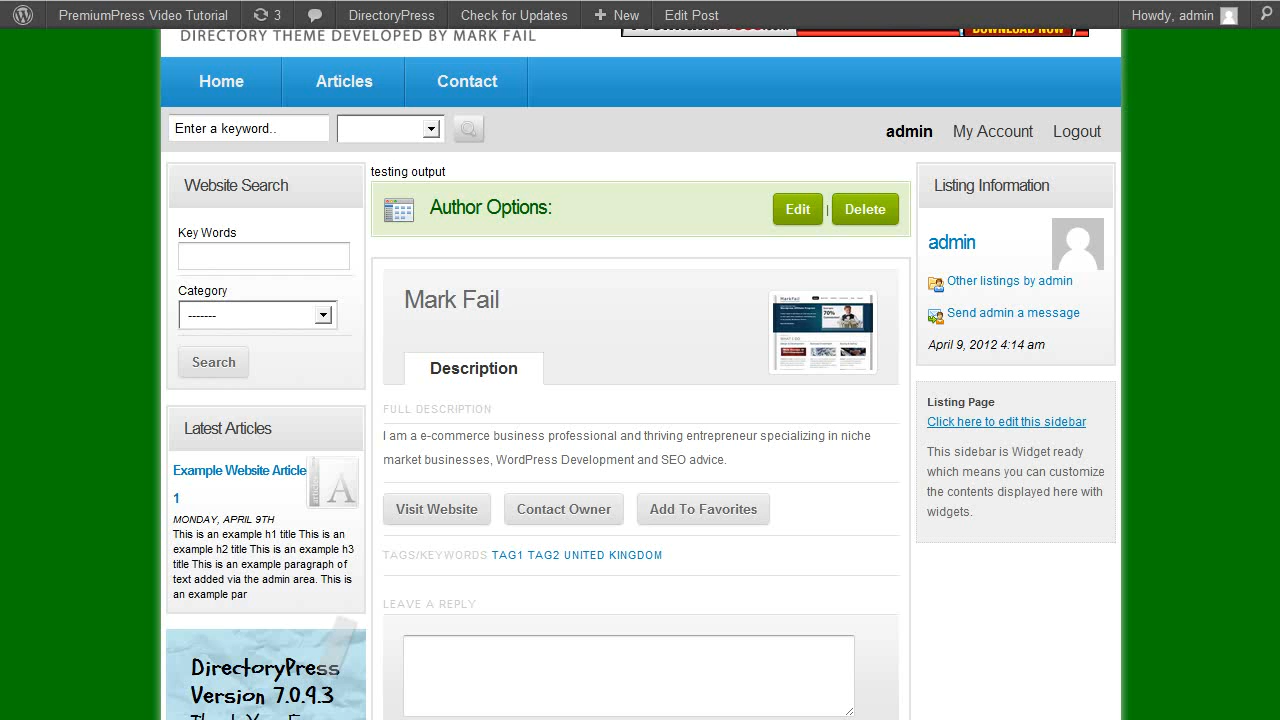 PremiumPress Video Tutorial 3 DirectoryPress Check for Updates New Edit Post Howdy, admin
DIRECTORY THEME DEVELOPED BY MARK FAIL
DOWNLOAD NOW
Home Articles Contact
Enter a keyword..
admin My Account Logout
Website Search
Key Words
Category
-------
Search
Latest Articles
Example Website Article
1
MONDAY, APRIL 9TH
This is an example h1 title This is an
example h2 title This is an example h3
title This is an example paragraph of
text added via the admin area. This is
an example par
DirectoryPress
Version 7.0.9.3
testing output
Author Options:
Edit | Delete
Mark Fail
Description
FULL DESCRIPTION
I am a e-commerce business professional and thriving entrepreneur specializing in niche
market businesses, WordPress Development and SEO advice.
Visit Website Contact Owner Add To Favorites
TAGS/KEYWORDS TAG1 TAG2 UNITED KINGDOM
LEAVE A REPLY
Listing Information
admin
Other listings by admin
Send admin a message
April 9, 2012 4:14 am
Listing Page
Click here to edit this sidebar
This sidebar is Widget ready
which means you can customize
the contents displayed here with
widgets.